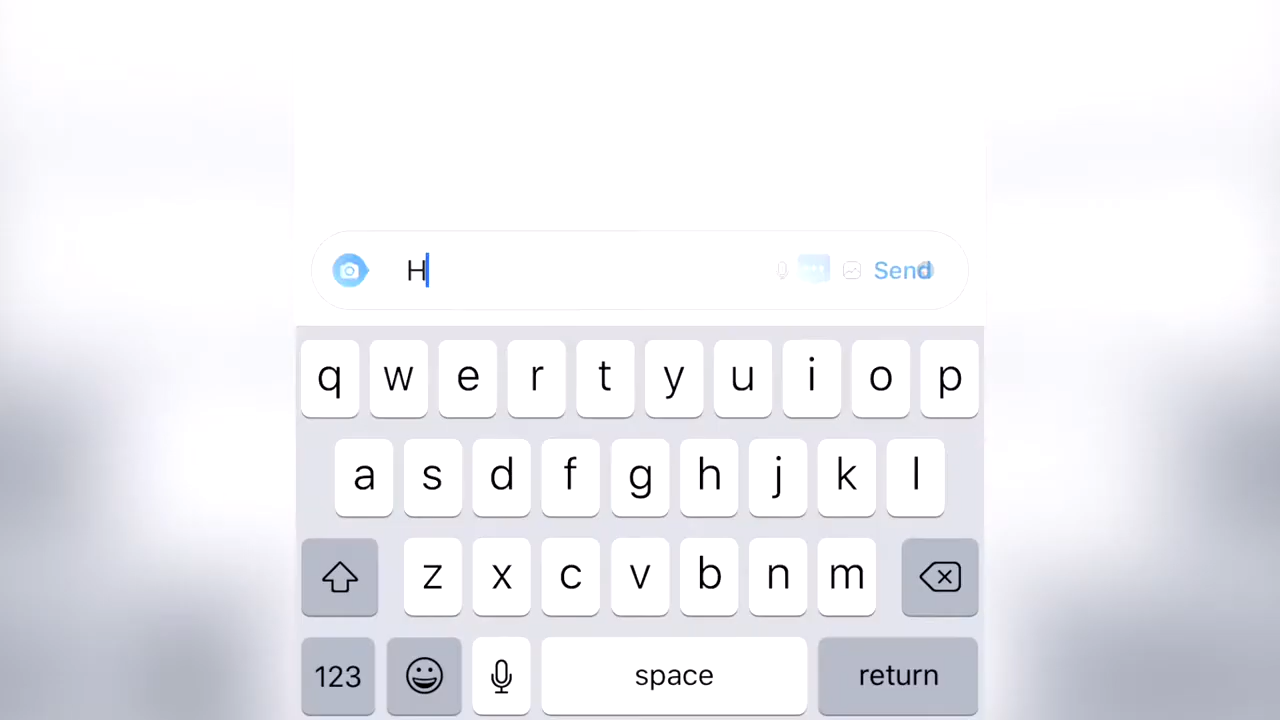 H
Send
q w e r t y u i o p
a s d f g h j k l
z x c v b n m
123 space return